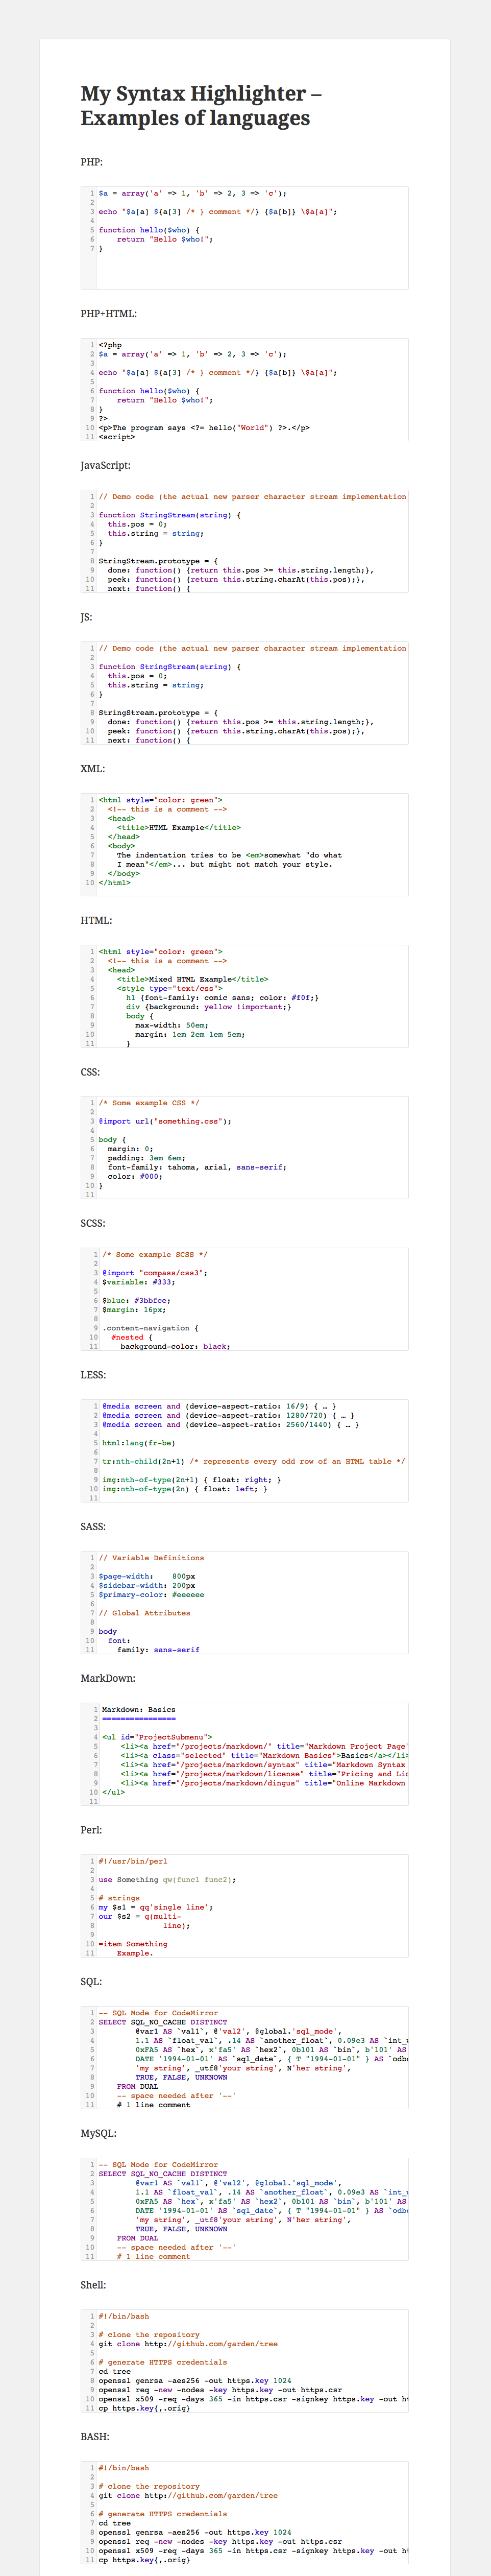 My Syntax Highlighter –
Examples of languages
PHP:
1 $a = array('a' => 1, 'b' => 2, 3 => 'c');
2
3 echo "$a[a] ${a[3] /* } comment */} {$a[b]} \$a[a]";
4
5 function hello($who) {
6     return "Hello $who!";
7 }
PHP+HTML:
1 <?php
2 $a = array('a' => 1, 'b' => 2, 3 => 'c');
3
4 echo "$a[a] ${a[3] /* } comment */} {$a[b]} \$a[a]";
5
6 function hello($who) {
7     return "Hello $who!";
8 }
9 ?>
10 <p>The program says <?= hello("World") ?>.</p>
11 <script>
JavaScript:
1 // Demo code (the actual new parser character stream implementation)
2
3 function StringStream(string) {
4   this.pos = 0;
5   this.string = string;
6 }
7
8 StringStream.prototype = {
9   done: function() {return this.pos >= this.string.length;},
10   peek: function() {return this.string.charAt(this.pos);},
11   next: function() {
JS:
1 // Demo code (the actual new parser character stream implementation)
2
3 function StringStream(string) {
4   this.pos = 0;
5   this.string = string;
6 }
7
8 StringStream.prototype = {
9   done: function() {return this.pos >= this.string.length;},
10   peek: function() {return this.string.charAt(this.pos);},
11   next: function() {
XML:
1 <html style="color: green">
2   <!-- this is a comment -->
3   <head>
4     <title>HTML Example</title>
5   </head>
6   <body>
7     The indentation tries to be <em>somewhat "do what
8     I mean"</em>... but might not match your style.
9   </body>
10 </html>
HTML:
1 <html style="color: green">
2   <!-- this is a comment -->
3   <head>
4     <title>Mixed HTML Example</title>
5     <style type="text/css">
6       h1 {font-family: comic sans; color: #f0f;}
7       div {background: yellow !important;}
8       body {
9         max-width: 50em;
10         margin: 1em 2em 1em 5em;
11       }
CSS:
1 /* Some example CSS */
2
3 @import url("something.css");
4
5 body {
6   margin: 0;
7   padding: 3em 6em;
8   font-family: tahoma, arial, sans-serif;
9   color: #000;
10 }
11
SCSS:
1 /* Some example SCSS */
2
3 @import "compass/css3";
4 $variable: #333;
5
6 $blue: #3bbfce;
7 $margin: 16px;
8
9 .content-navigation {
10   #nested {
11     background-color: black;
LESS:
1 @media screen and (device-aspect-ratio: 16/9) { … }
2 @media screen and (device-aspect-ratio: 1280/720) { … }
3 @media screen and (device-aspect-ratio: 2560/1440) { … }
4
5 html:lang(fr-be)
6
7 tr:nth-child(2n+1) /* represents every odd row of an HTML table */
8
9 img:nth-of-type(2n+1) { float: right; }
10 img:nth-of-type(2n) { float: left; }
11
SASS:
1 // Variable Definitions
2
3 $page-width:    800px
4 $sidebar-width: 200px
5 $primary-color: #eeeeee
6
7 // Global Attributes
8
9 body
10   font:
11     family: sans-serif
MarkDown:
1 Markdown: Basics
2 ================
3
4 <ul id="ProjectSubmenu">
5     <li><a href="/projects/markdown/" title="Markdown Project Page"
6     <li><a class="selected" title="Markdown Basics">Basics</a></li>
7     <li><a href="/projects/markdown/syntax" title="Markdown Syntax
8     <li><a href="/projects/markdown/license" title="Pricing and Lic
9     <li><a href="/projects/markdown/dingus" title="Online Markdown
10 </ul>
11
Perl:
1 #!/usr/bin/perl
2
3 use Something qw(func1 func2);
4
5 # strings
6 my $s1 = qq'single line';
7 our $s2 = q(multi-
8               line);
9
10 =item Something
11     Example.
SQL:
1 -- SQL Mode for CodeMirror
2 SELECT SQL_NO_CACHE DISTINCT
3         @var1 AS `val1`, @'val2', @global.'sql_mode',
4         1.1 AS `float_val`, .14 AS `another_float`, 0.09e3 AS `int_w
5         0xFA5 AS `hex`, x'fa5' AS `hex2`, 0b101 AS `bin`, b'101' AS
6         DATE '1994-01-01' AS `sql_date`, { T "1994-01-01" } AS `odbc
7         'my string', _utf8'your string', N'her string',
8         TRUE, FALSE, UNKNOWN
9     FROM DUAL
10     -- space needed after '--'
11     # 1 line comment
MySQL:
1 -- SQL Mode for CodeMirror
2 SELECT SQL_NO_CACHE DISTINCT
3         @var1 AS `val1`, @'val2', @global.'sql_mode',
4         1.1 AS `float_val`, .14 AS `another_float`, 0.09e3 AS `int_w
5         0xFA5 AS `hex`, x'fa5' AS `hex2`, 0b101 AS `bin`, b'101' AS
6         DATE '1994-01-01' AS `sql_date`, { T "1994-01-01" } AS `odbc
7         'my string', _utf8'your string', N'her string',
8         TRUE, FALSE, UNKNOWN
9     FROM DUAL
10     -- space needed after '--'
11     # 1 line comment
Shell:
1 #!/bin/bash
2
3 # clone the repository
4 git clone http://github.com/garden/tree
5
6 # generate HTTPS credentials
7 cd tree
8 openssl genrsa -aes256 -out https.key 1024
9 openssl req -new -nodes -key https.key -out https.csr
10 openssl x509 -req -days 365 -in https.csr -signkey https.key -out ht
11 cp https.key{,.orig}
BASH:
1 #!/bin/bash
2
3 # clone the repository
4 git clone http://github.com/garden/tree
5
6 # generate HTTPS credentials
7 cd tree
8 openssl genrsa -aes256 -out https.key 1024
9 openssl req -new -nodes -key https.key -out https.csr
10 openssl x509 -req -days 365 -in https.csr -signkey https.key -out ht
11 cp https.key{,.orig}